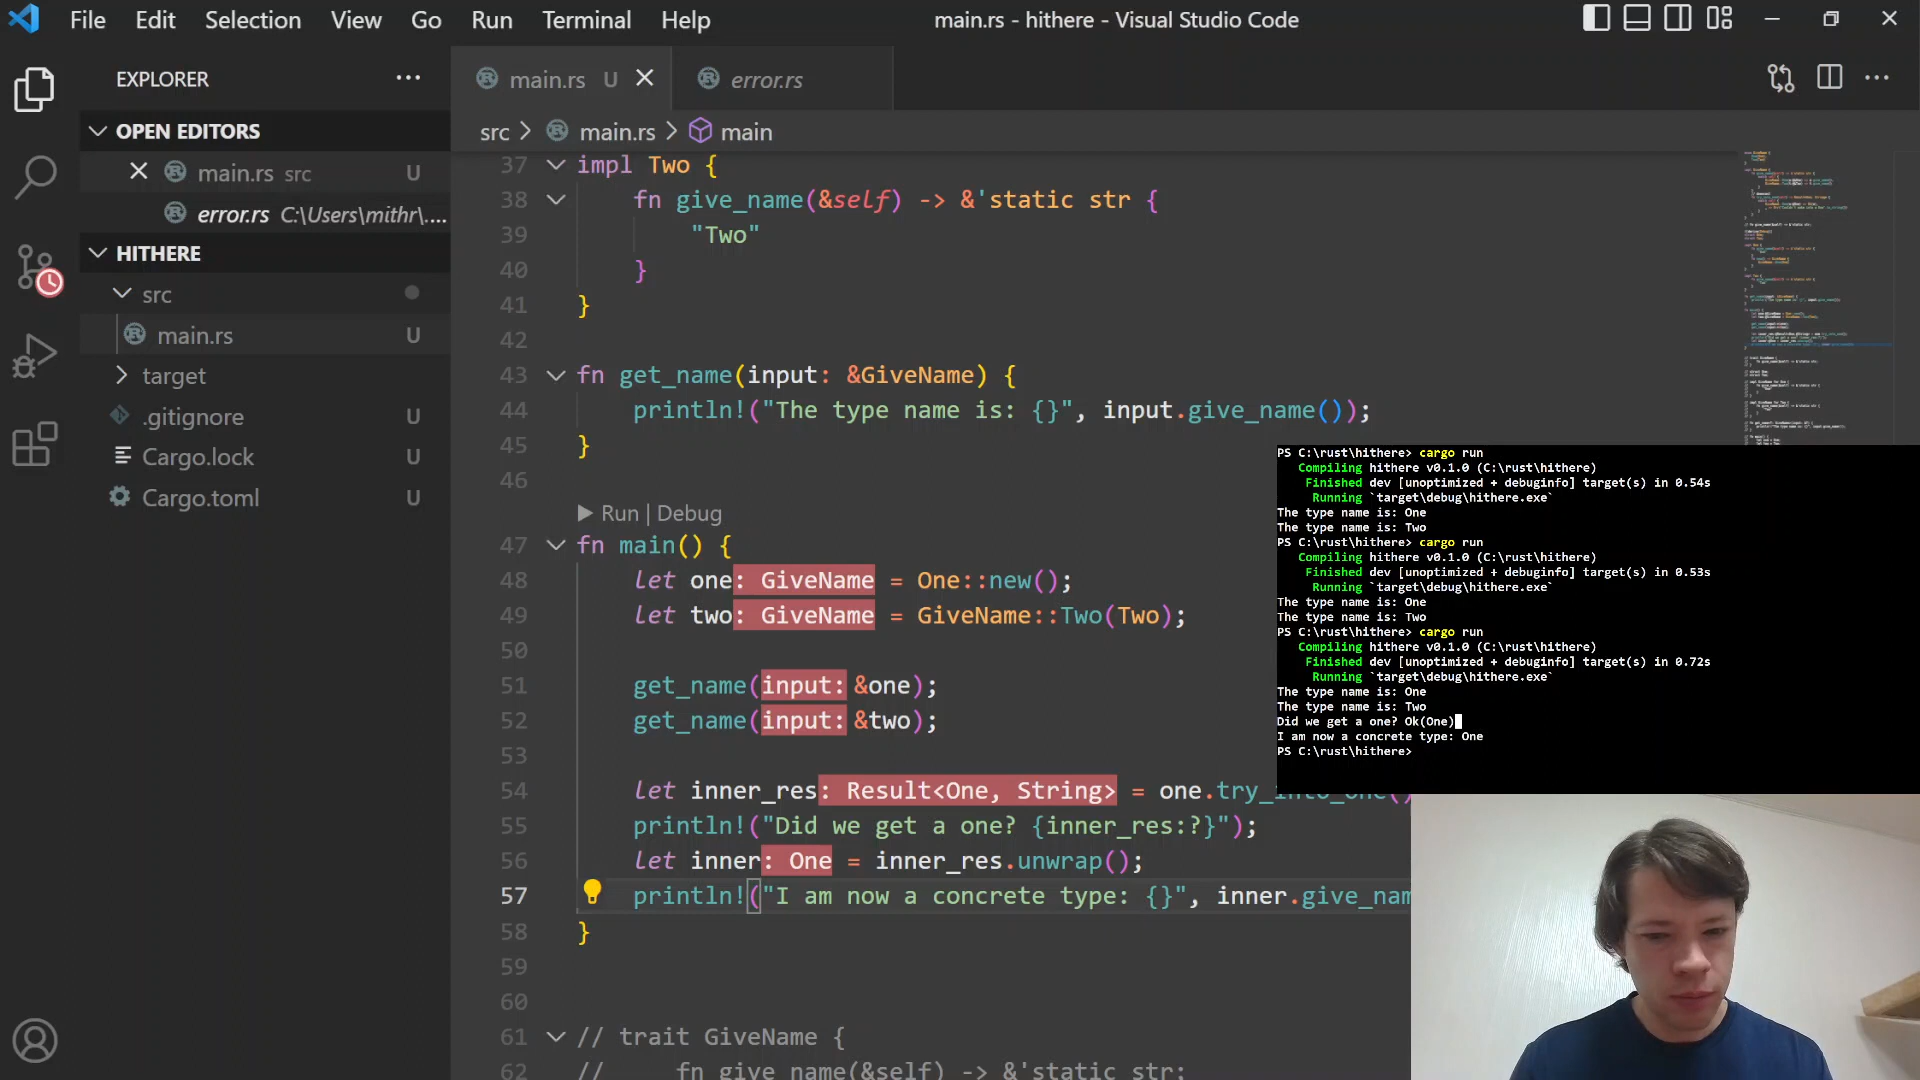 File Edit Selection View Go Run Terminal Help
main.rs - hithere - Visual Studio Code
EXPLORER
OPEN EDITORS
main.rs src U
error.rs C:\Users\mithr\....
HITHERE
src
main.rs U
target
.gitignore U
Cargo.lock U
Cargo.toml U
main.rs U
error.rs
src > main.rs > main
37 impl Two {
38 fn give_name(&self) -> &'static str {
39 "Two"
40 }
41 }
42
43 fn get_name(input: &GiveName) {
44 println!("The type name is: {}", input.give_name());
45 }
46
Run | Debug
47 fn main() {
48 let one: GiveName = One::new();
49 let two: GiveName = GiveName::Two(Two);
50
51 get_name(input: &one);
52 get_name(input: &two);
53
54 let inner_res: Result<One, String> = one.try_into_one()
55 println!("Did we get a one? {inner_res:?}");
56 let inner: One = inner_res.unwrap();
57 println!("I am now a concrete type: {}", inner.give_nam
58 }
59
60
61 // trait GiveName {
62 // fn give_name(&self) -> &'static str;
PS C:\rust\hithere> cargo run
Compiling hithere v0.1.0 (C:\rust\hithere)
Finished dev [unoptimized + debuginfo] target(s) in 0.54s
Running `target\debug\hithere.exe`
The type name is: One
The type name is: Two
PS C:\rust\hithere> cargo run
Compiling hithere v0.1.0 (C:\rust\hithere)
Finished dev [unoptimized + debuginfo] target(s) in 0.53s
Running `target\debug\hithere.exe`
The type name is: One
The type name is: Two
PS C:\rust\hithere> cargo run
Compiling hithere v0.1.0 (C:\rust\hithere)
Finished dev [unoptimized + debuginfo] target(s) in 0.72s
Running `target\debug\hithere.exe`
The type name is: One
The type name is: Two
Did we get a one? Ok(One)
I am now a concrete type: One
PS C:\rust\hithere>